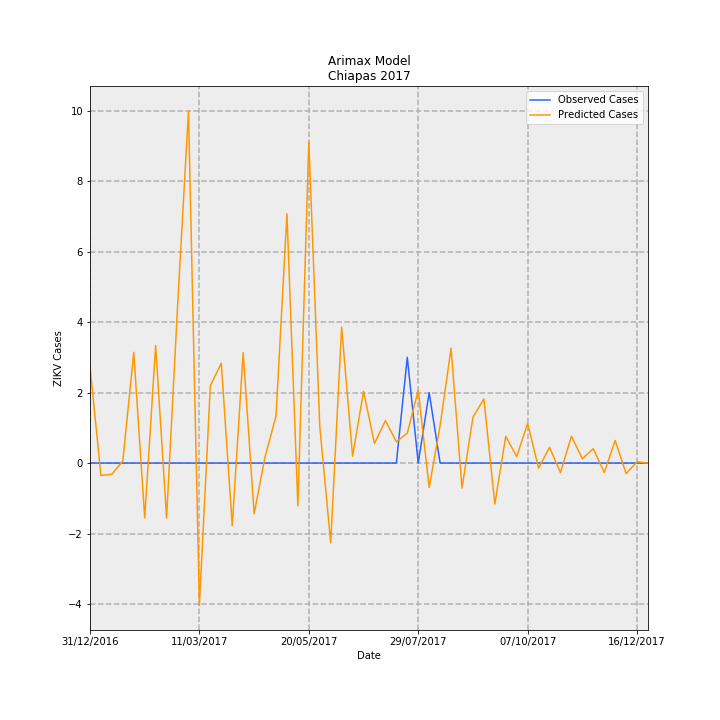 Arimax Model
Chiapas 2017
Observed Cases
Predicted Cases
ZIKV Cases
10
8
6
4
2
0
−2
−4
31/12/2016
11/03/2017
20/05/2017
29/07/2017
07/10/2017
16/12/2017
Date